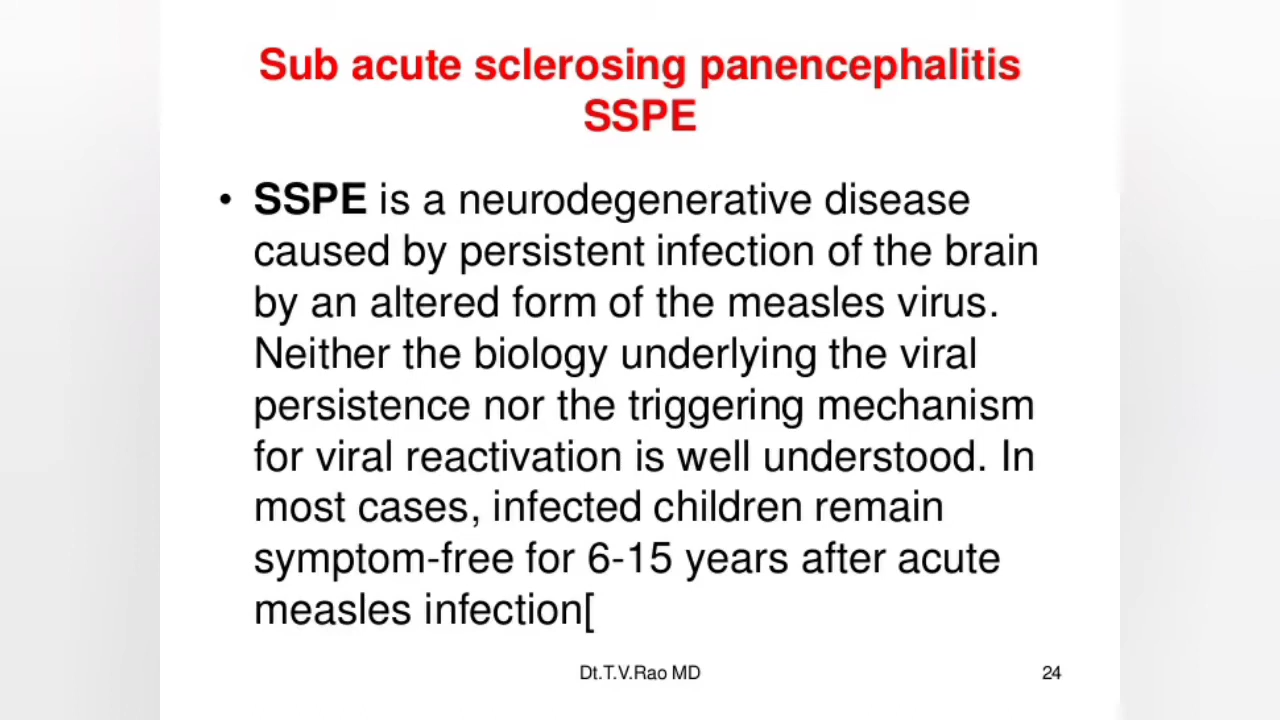 Sub acute sclerosing panencephalitis
SSPE
• SSPE is a neurodegenerative disease
caused by persistent infection of the brain
by an altered form of the measles virus.
Neither the biology underlying the viral
persistence nor the triggering mechanism
for viral reactivation is well understood. In
most cases, infected children remain
symptom-free for 6-15 years after acute
measles infection[
Dt.T.V.Rao MD
24